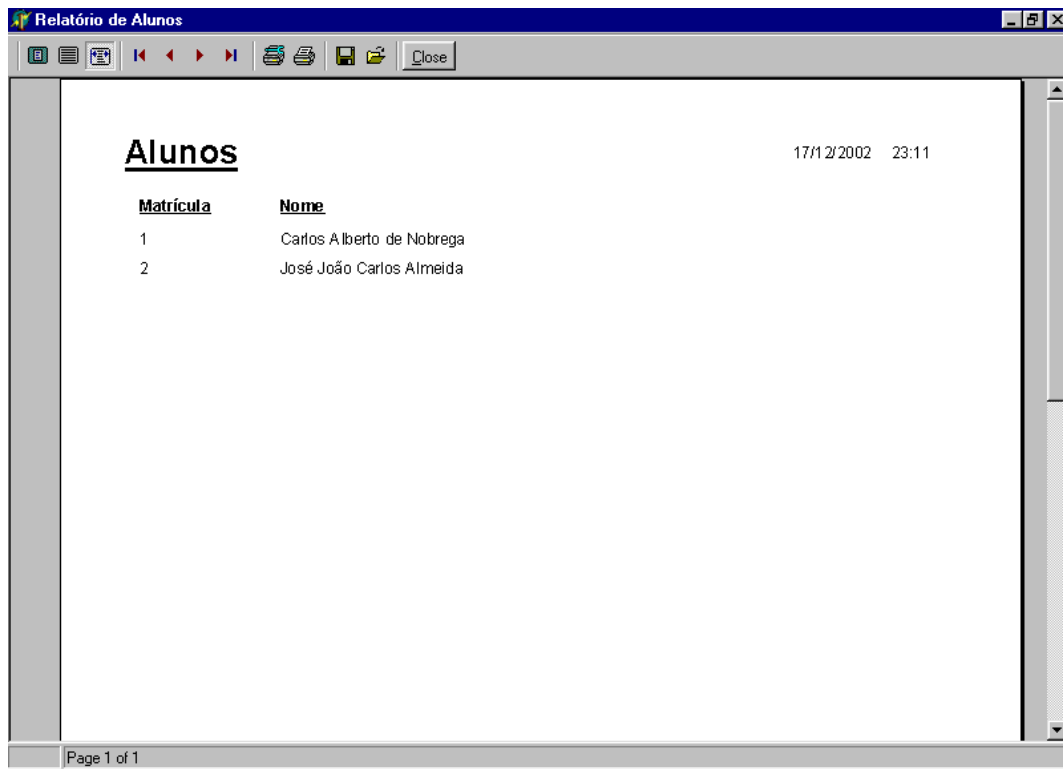 Relatório de Alunos
Close
Alunos
17/12/2002 23:11
Matrícula Nome
1 Carlos Alberto de Nobrega
2 José João Carlos Almeida
Page 1 of 1